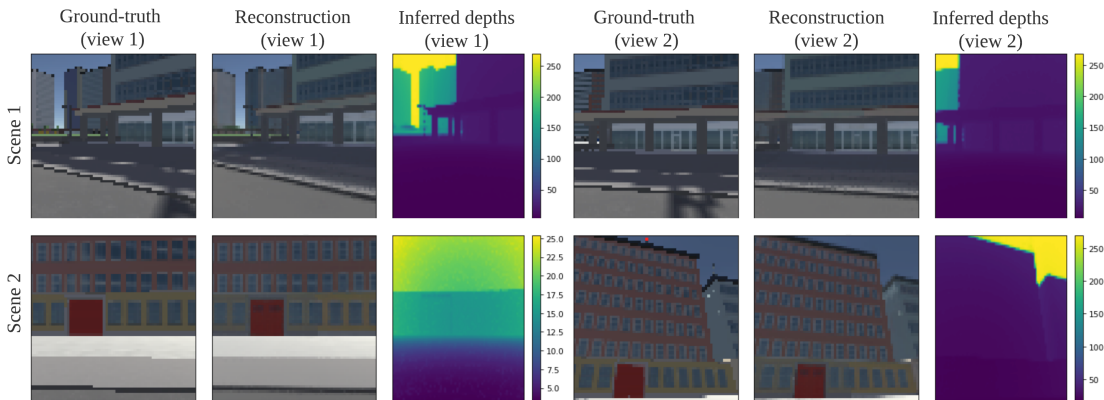 Ground-truth
(view 1)
Reconstruction
(view 1)
Inferred depths
(view 1)
Ground-truth
(view 2)
Reconstruction
(view 2)
Inferred depths
(view 2)
Scene 1
250
200
150
100
50
250
200
150
100
50
Scene 2
25.0
22.5
20.0
17.5
15.0
12.5
10.0
7.5
5.0
250
200
150
100
50